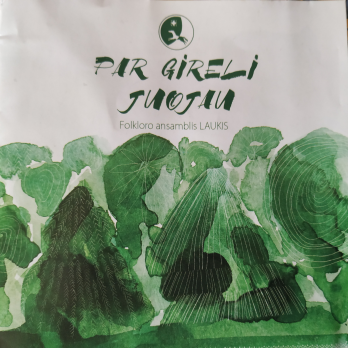 PAR GIRELI
JUOJAU
Folkloro ansamblis LAUKIS